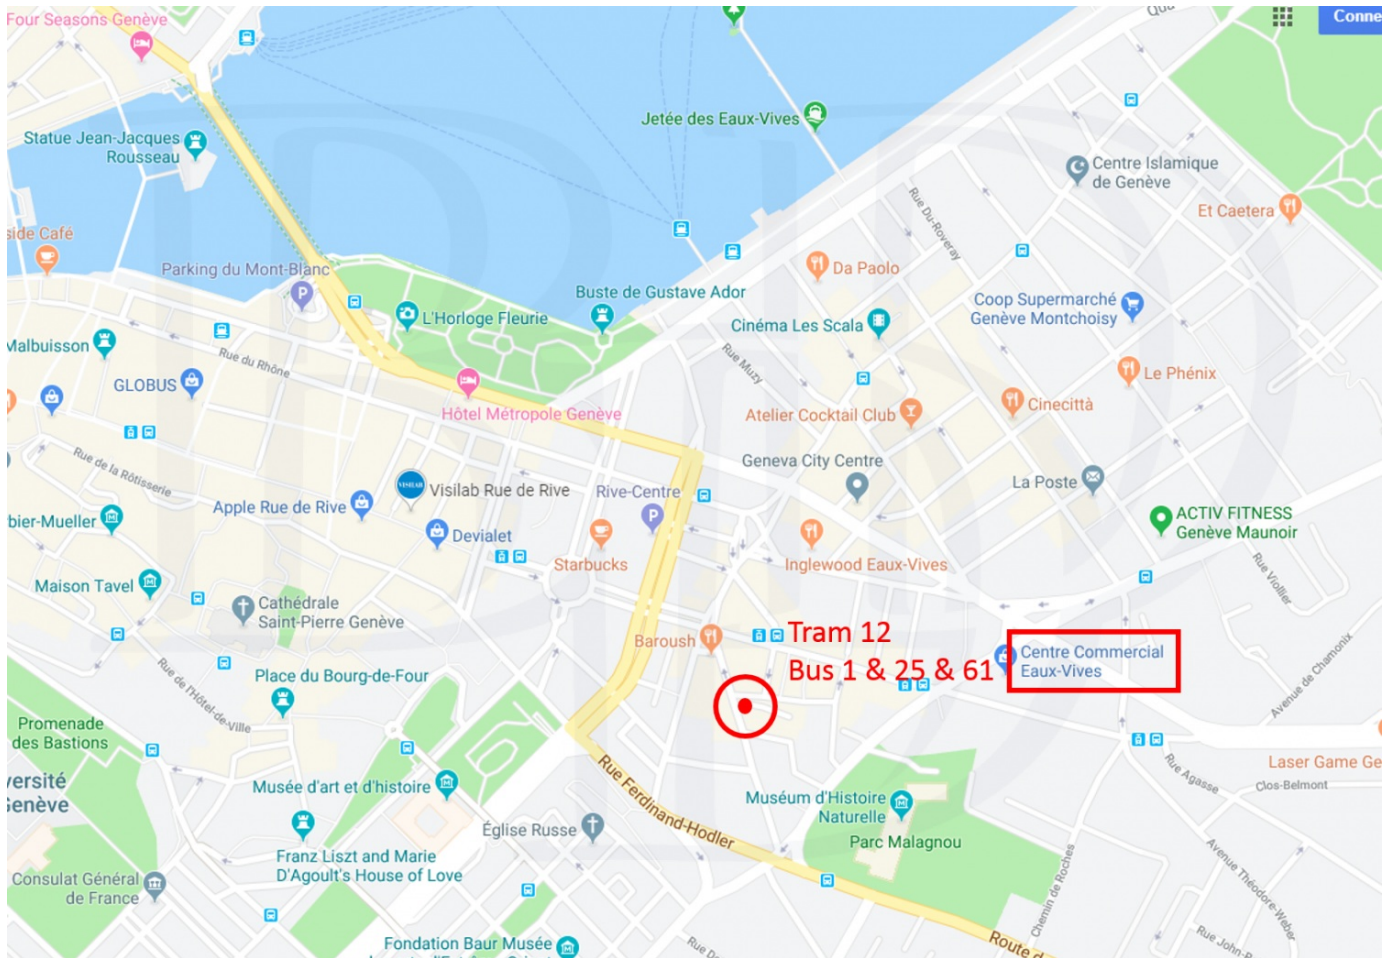 Four Seasons Genève
Conne
Qua
Jetée des Eaux-Vives
Statue Jean-Jacques
Rousseau
Centre Islamique
de Genève
Et Caetera
Rue Du-Roveray
side Café
Parking du Mont-Blanc
P
Da Paolo
Buste de Gustave Ador
L'Horloge Fleurie
Coop Supermarché
Genève Montchoisy
Cinéma Les Scala
Malbuisson
Rue du Rhône
Rue Muzy
GLOBUS
Le Phénix
Hôtel Métropole Genève
Cinecittà
Atelier Cocktail Club
Rue de la Rôtisserie
Geneva City Centre
La Poste
VISILAB
Visilab Rue de Rive
Rive-Centre
P
Apple Rue de Rive
bier-Mueller
ACTIV FITNESS
Genève Maunoir
Devialet
Starbucks
Inglewood Eaux-Vives
Rue Viollier
Maison Tavel
Cathédrale
Saint-Pierre Genève
Baroush
Tram 12
Bus 1 & 25 & 61
Centre Commercial
Eaux-Vives
Place du Bourg-de-Four
Rue de l'Hôtel-de-Ville
Avenue de Chamonix
Promenade
des Bastions
versité
Genève
Laser Game Ge
Rue Agasse
Clos-Belmont
Musée d'art et d'histoire
Rue Ferdinand-Hodler
Muséum d'Histoire
Naturelle
Parc Malagnou
Église Russe
Franz Liszt and Marie
D'Agoult's House of Love
Consulat Général
de France
Chemin de Roches
Avenue Théodore-Weber
Fondation Baur Musée
Route d
Rue John-R